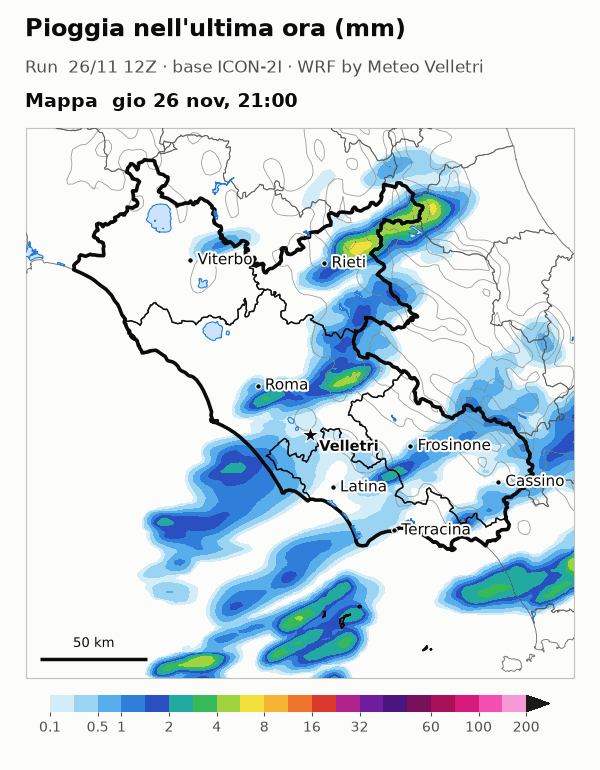 Pioggia nell'ultima ora (mm)
Run  26/11 12Z · base ICON-2I · WRF by Meteo Velletri
Mappa  gio 26 nov, 21:00
Viterbo
Rieti
Roma
Velletri
Frosinone
Latina
Cassino
Terracina
50 km
0.1 0.5 1 2 4 8 16 32 60 100 200